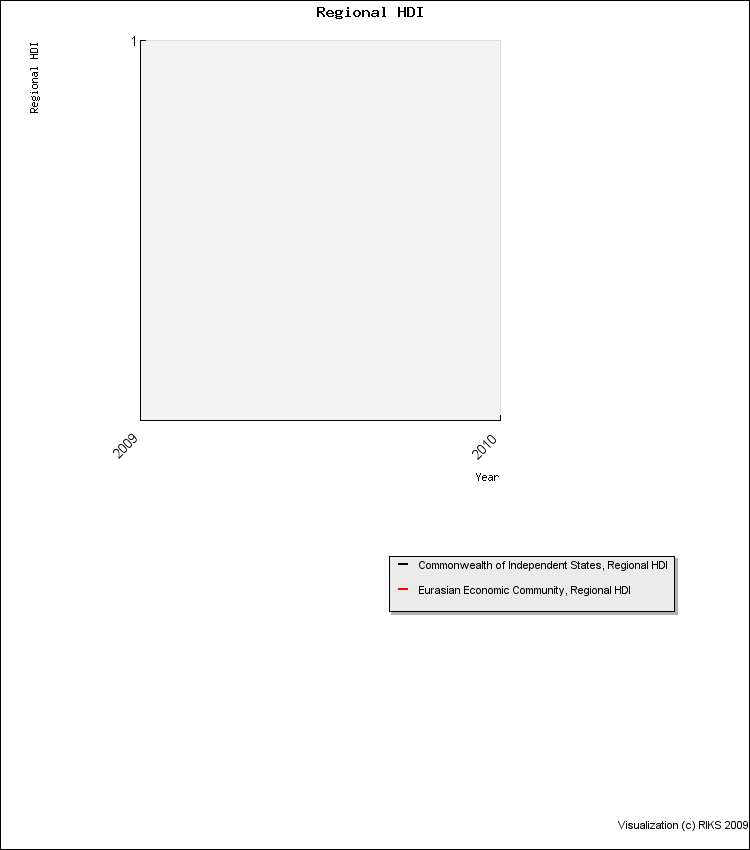 Regional HDI
Regional HDI
1
2009
2010
Year
Commonwealth of Independent States, Regional HDI
Eurasian Economic Community, Regional HDI
Visualization (c) RIKS 2009